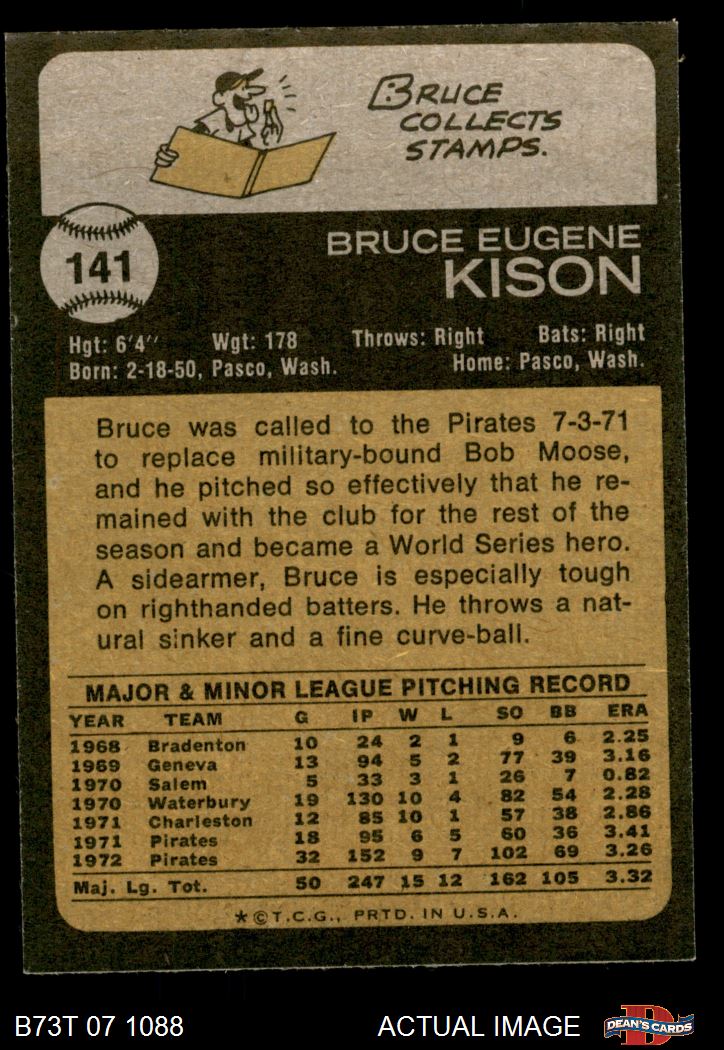 BRUCE
COLLECTS
STAMPS.
141
BRUCE EUGENE
KISON
Hgt: 6'4" Wgt: 178 Throws: Right Bats: Right
Born: 2-18-50, Pasco, Wash. Home: Pasco, Wash.
Bruce was called to the Pirates 7-3-71
to replace military-bound Bob Moose,
and he pitched so effectively that he re-
mained with the club for the rest of the
season and became a World Series hero.
A sidearmer, Bruce is especially tough
on righthanded batters. He throws a nat-
ural sinker and a fine curve-ball.
MAJOR & MINOR LEAGUE PITCHING RECORD
YEAR TEAM G IP W L SO BB ERA
1968 Bradenton 10 24 2 1 9 6 2.25
1969 Geneva 13 94 5 2 77 39 3.16
1970 Salem 5 33 3 1 26 7 0.82
1970 Waterbury 19 130 10 4 82 54 2.28
1971 Charleston 12 85 10 1 57 38 2.86
1971 Pirates 18 95 6 5 60 36 3.41
1972 Pirates 32 152 9 7 102 69 3.26
Maj. Lg. Tot. 50 247 15 12 162 105 3.32
★©T.C.G., PRTD. IN U.S.A.
B73T 07 1088 ACTUAL IMAGE D DEAN'S CARDS